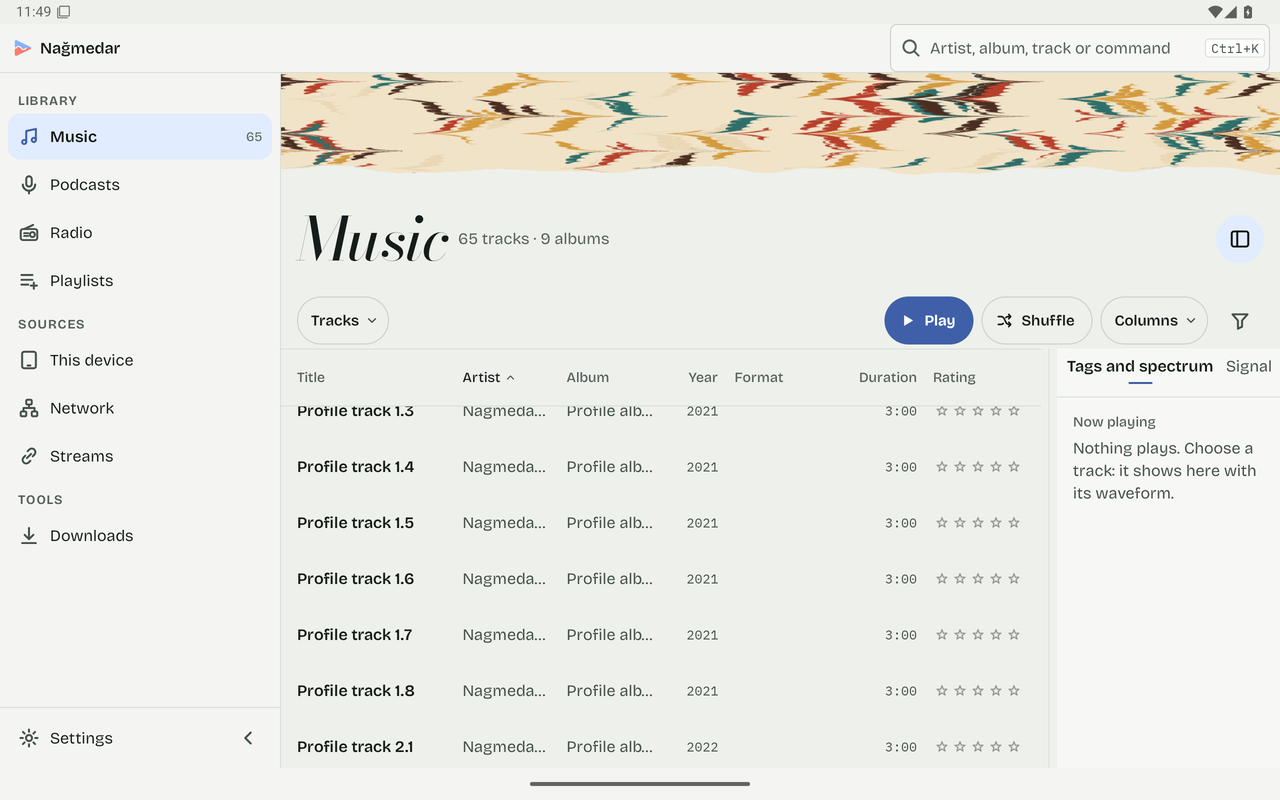 11:49
Nağmedar
Artist, album, track or command Ctrl+K
LIBRARY
Music 65
Podcasts
Radio
Playlists
SOURCES
This device
Network
Streams
TOOLS
Downloads
Settings
Music 65 tracks · 9 albums
Tracks Play Shuffle Columns
Title Artist Album Year Format Duration Rating
Profile track 1.3 Nagmeda... Profile alb... 2021 3:00
Profile track 1.4 Nagmeda... Profile alb... 2021 3:00
Profile track 1.5 Nagmeda... Profile alb... 2021 3:00
Profile track 1.6 Nagmeda... Profile alb... 2021 3:00
Profile track 1.7 Nagmeda... Profile alb... 2021 3:00
Profile track 1.8 Nagmeda... Profile alb... 2021 3:00
Profile track 2.1 Nagmeda... Profile alb... 2022 3:00
Tags and spectrum Signal
Now playing
Nothing plays. Choose a
track: it shows here with
its waveform.